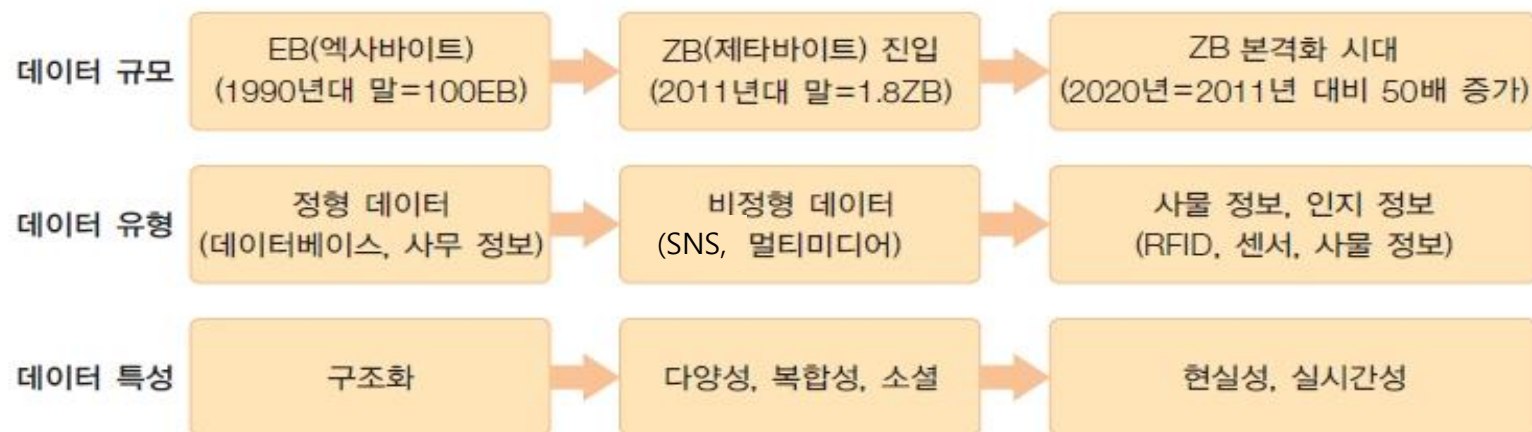 데이터 규모
EB(엑사바이트)
(1990년대 말=100EB)
ZB(제타바이트) 진입
(2011년대 말=1.8ZB)
ZB 본격화 시대
(2020년=2011년 대비 50배 증가)
데이터 유형
정형 데이터
(데이터베이스, 사무 정보)
비정형 데이터
(SNS, 멀티미디어)
사물 정보, 인지 정보
(RFID, 센서, 사물 정보)
데이터 특성
구조화
다양성, 복합성, 소셜
현실성, 실시간성